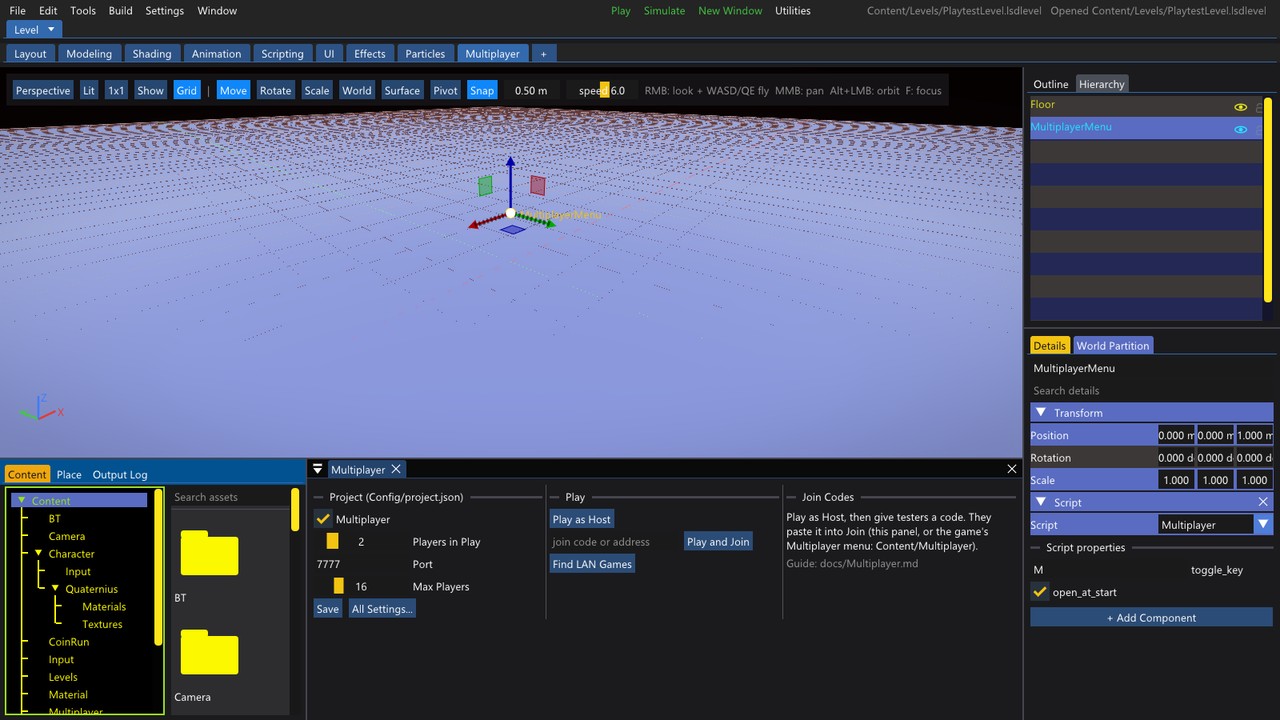 File Edit Tools Build Settings Window Play Simulate New Window Utilities Content/Levels/PlaytestLevel.lsdlevel Opened Content/Levels/PlaytestLevel.lsdlevel
Level
Layout Modeling Shading Animation Scripting UI Effects Particles Multiplayer +
Perspective Lit 1x1 Show Grid | Move Rotate Scale World Surface Pivot Snap 0.50 m speed 6.0 RMB: look + WASD/QE fly MMB: pan Alt+LMB: orbit F: focus
Outline Hierarchy
Floor
MultiplayerMenu
MultiplayerMenu
Z
X
Details World Partition
MultiplayerMenu
Search details
Transform
Position 0.000 m 0.000 m 1.000 m
Rotation 0.000 d 0.000 d 0.000 d
Scale 1.000 1.000 1.000
Script
Script Multiplayer
Script properties
M toggle_key
open_at_start
+ Add Component
Content Place Output Log
Content
BT
Camera
Character
Input
Quaternius
Materials
Textures
CoinRun
Input
Levels
Material
Multiplayer
Search assets
BT
Camera
Multiplayer
Project (Config/project.json)
Multiplayer
2 Players in Play
7777 Port
16 Max Players
Save All Settings...
Play
Play as Host
join code or address Play and Join
Find LAN Games
Join Codes
Play as Host, then give testers a code. They
paste it into Join (this panel, or the game's
Multiplayer menu: Content/Multiplayer).
Guide: docs/Multiplayer.md